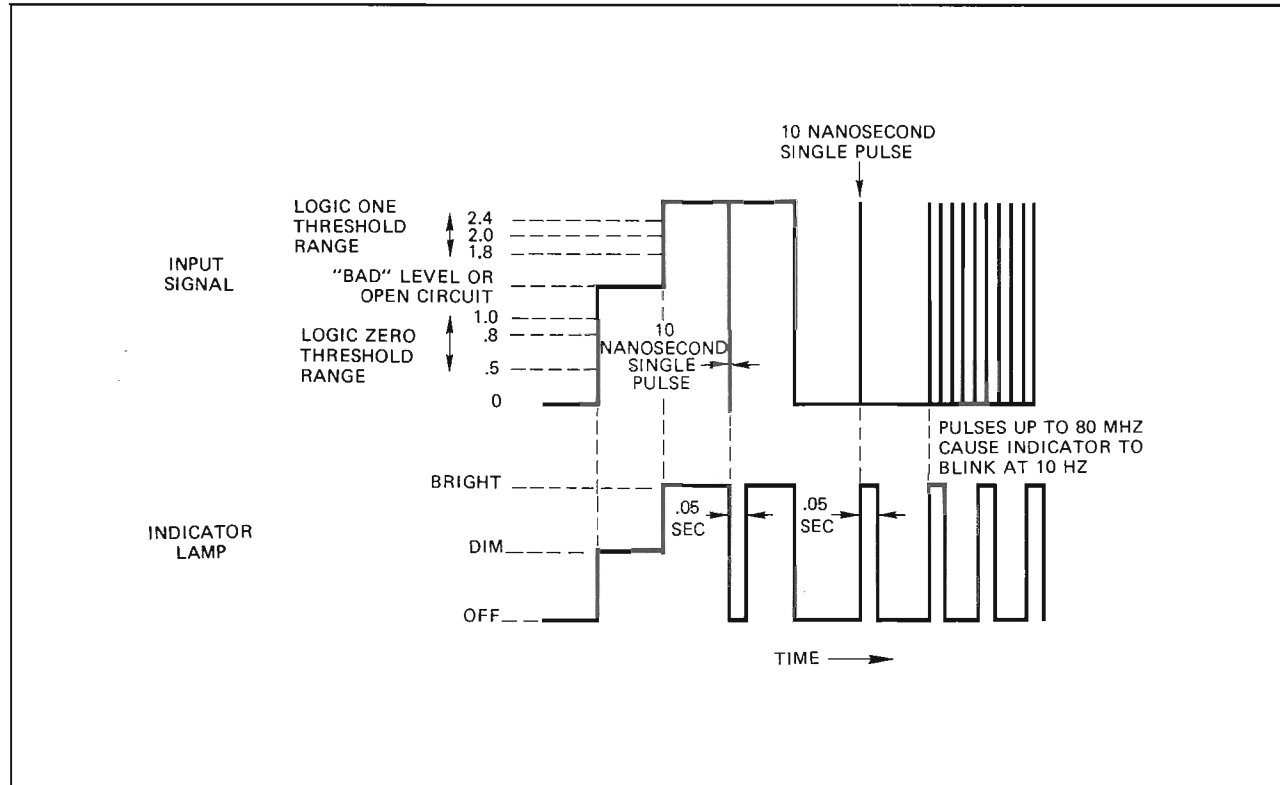 10 NANOSECOND
SINGLE PULSE
LOGIC ONE
THRESHOLD
RANGE
2.4
2.0
1.8
INPUT
SIGNAL
"BAD" LEVEL OR
OPEN CIRCUIT
1.0
.8
.5
0
LOGIC ZERO
THRESHOLD
RANGE
10
NANOSECOND
SINGLE
PULSE
PULSES UP TO 80 MHZ
CAUSE INDICATOR TO
BLINK AT 10 HZ
INDICATOR
LAMP
BRIGHT
DIM
OFF
.05
SEC
.05
SEC
TIME